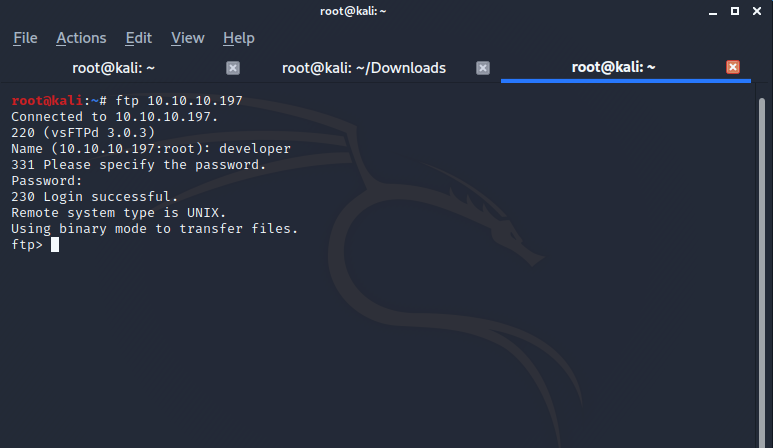 root@kali: ~
File Actions Edit View Help
root@kali: ~ root@kali: ~/Downloads root@kali: ~
root@kali:~# ftp 10.10.10.197
Connected to 10.10.10.197.
220 (vsFTPd 3.0.3)
Name (10.10.10.197:root): developer
331 Please specify the password.
Password:
230 Login successful.
Remote system type is UNIX.
Using binary mode to transfer files.
ftp>